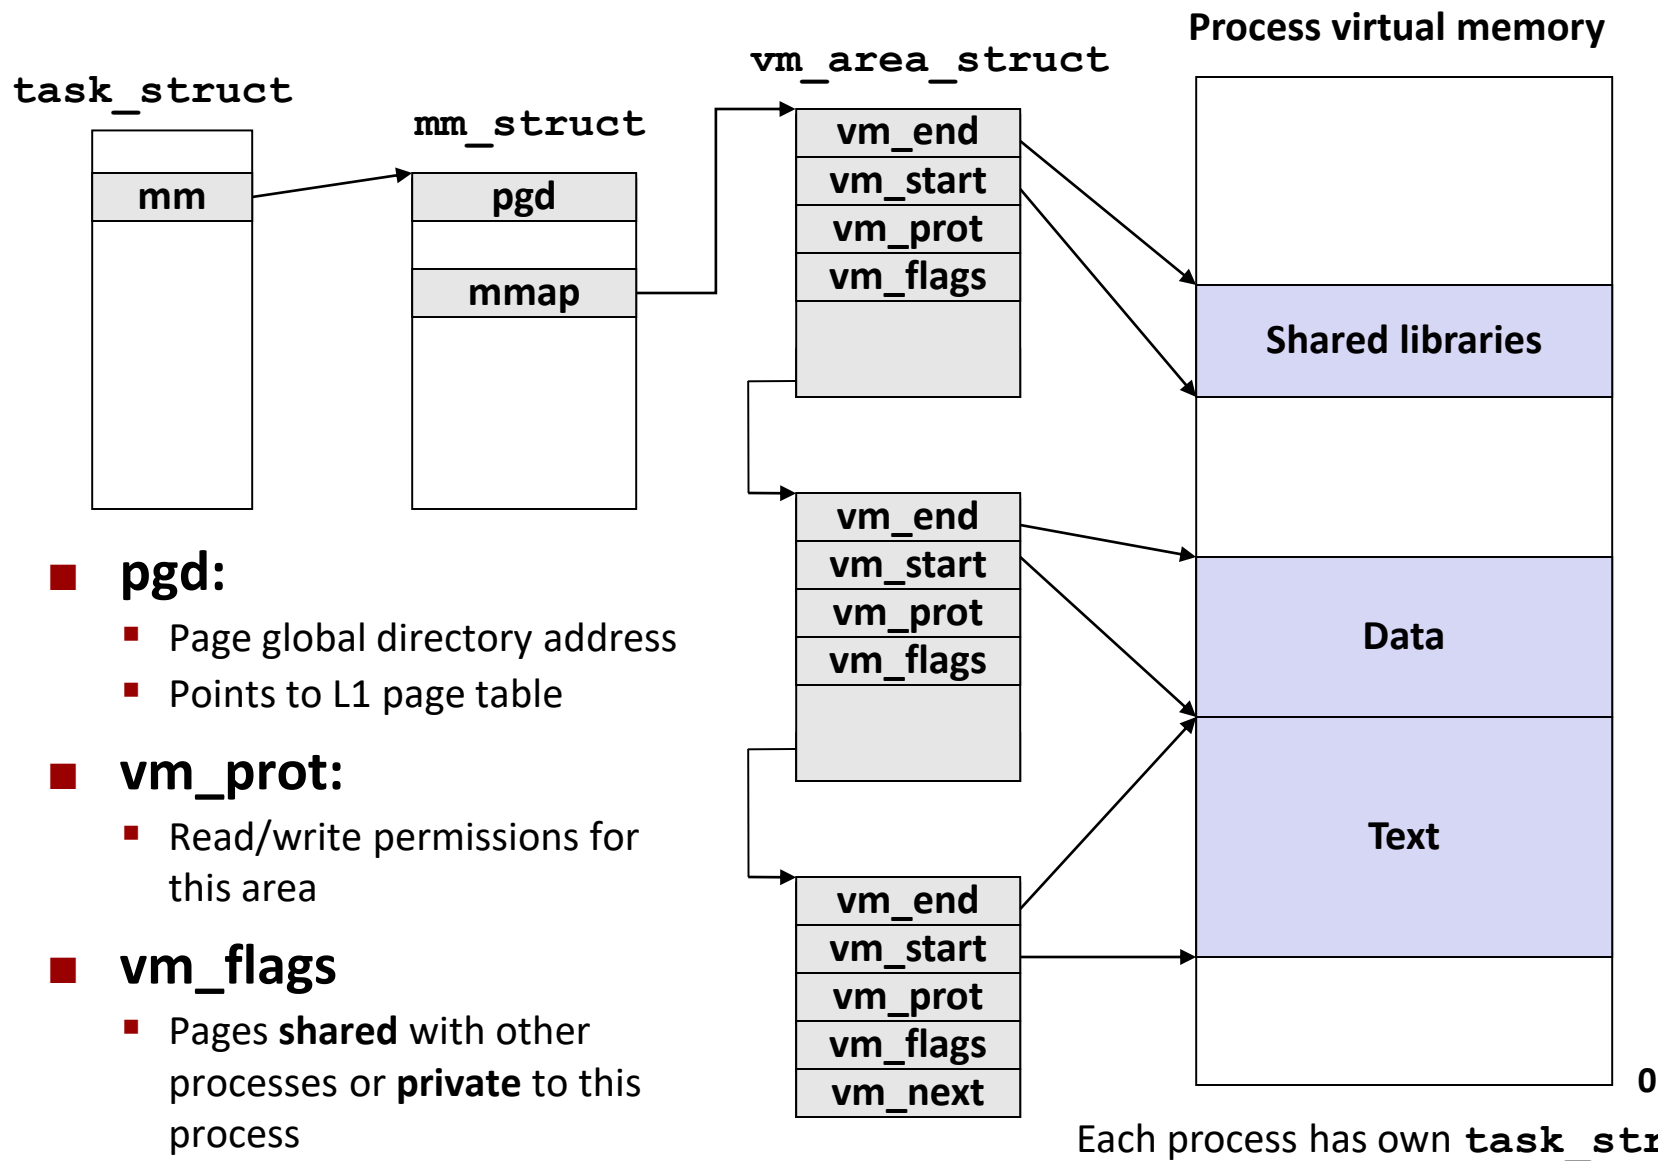 Process virtual memory
vm_area_struct
task_struct
mm_struct
mm
pgd
mmap
vm_end
vm_start
vm_prot
vm_flags
Shared libraries
vm_end
vm_start
vm_prot
vm_flags
Data
Text
vm_end
vm_start
vm_prot
vm_flags
vm_next
0
pgd:
Page global directory address
Points to L1 page table
vm_prot:
Read/write permissions for
this area
vm_flags
Pages shared with other
processes or private to this
process
Each process has own